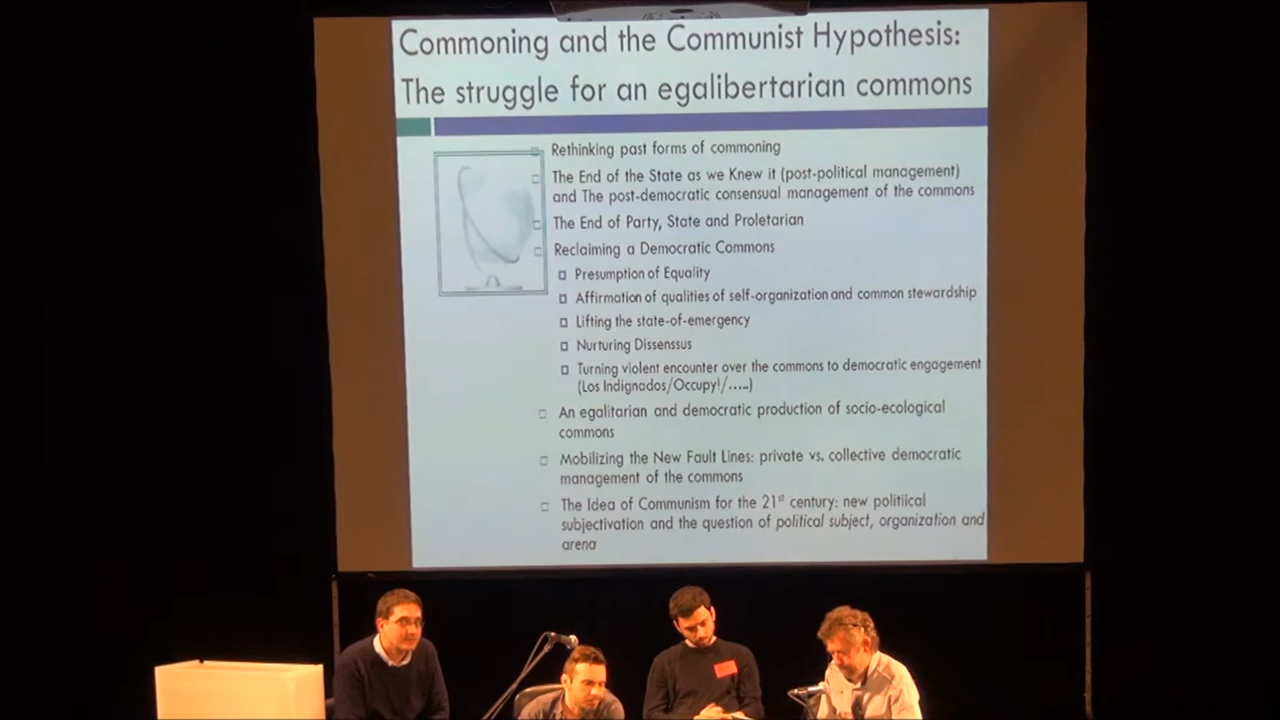 Commoning and the Communist Hypothesis:
The struggle for an egalibertarian commons
Rethinking past forms of commoning
The End of the State as we Knew it (post-political management)
and The post-democratic consensual management of the commons
The End of Party, State and Proletarian
Reclaiming a Democratic Commons
Presumption of Equality
Affirmation of qualities of self-organization and common stewardship
Lifting the state-of-emergency
Nurturing Dissenssus
Turning violent encounter over the commons to democratic engagement
(Los Indignados/Occupy!/…..)
An egalitarian and democratic production of socio-ecological
commons
Mobilizing the New Fault Lines: private vs. collective democratic
management of the commons
The Idea of Communism for the 21st century: new politiical
subjectivation and the question of political subject, organization and
arena